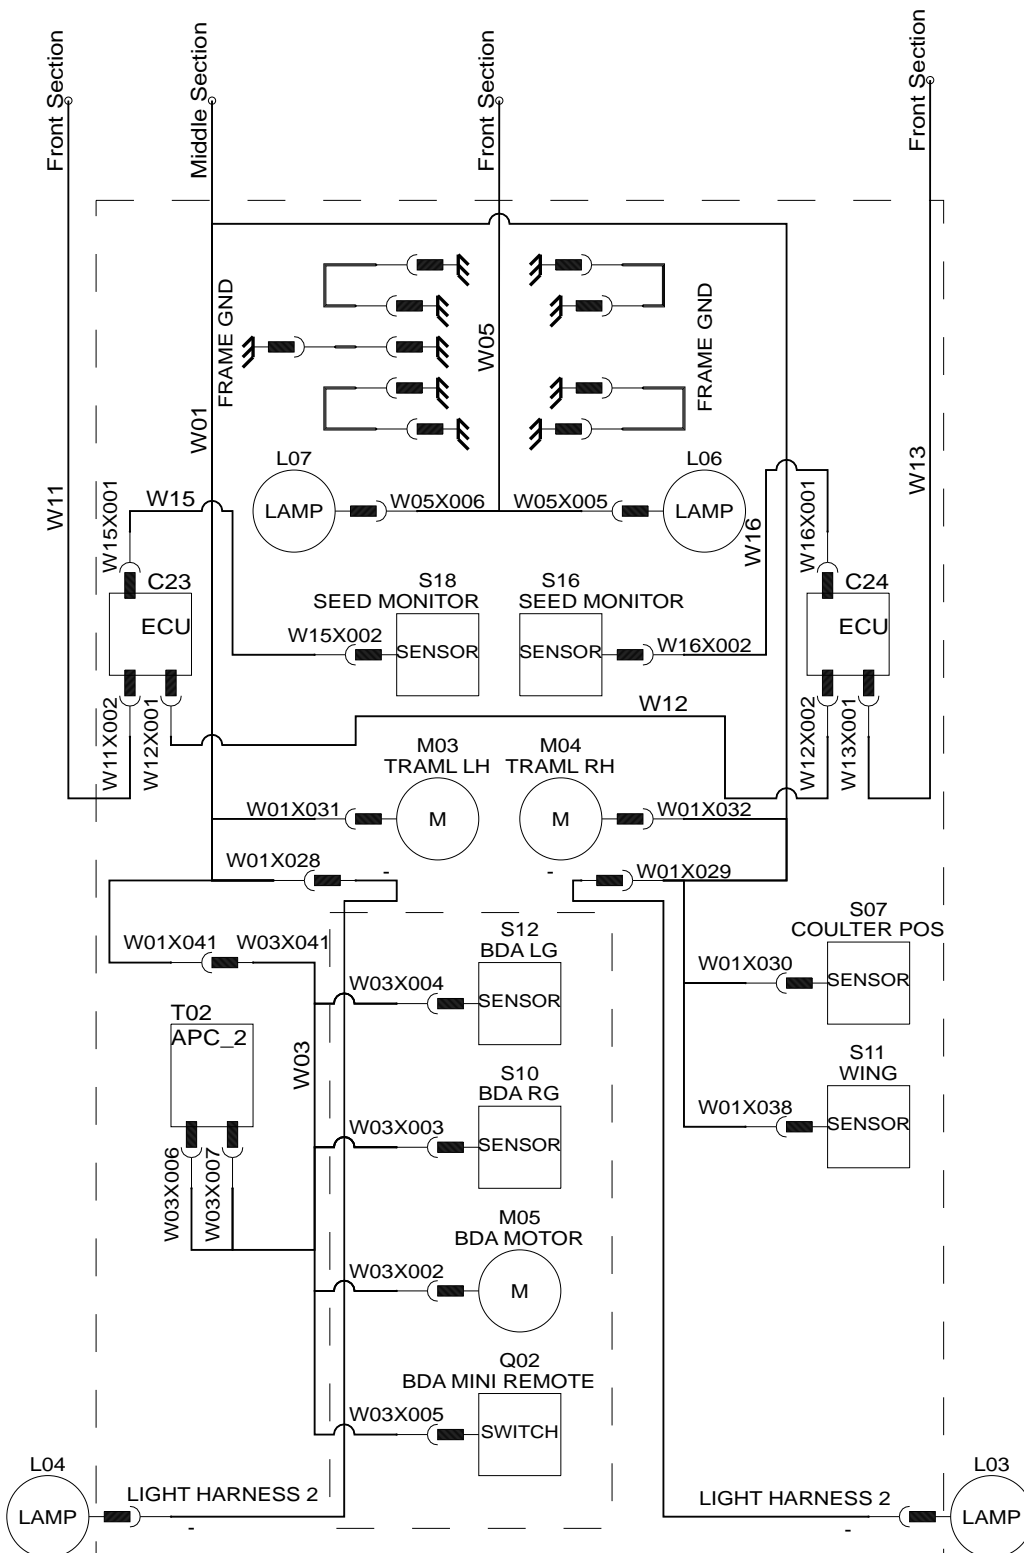 Front Section
Middle Section
Front Section
Front Section
FRAME GND
W05
FRAME GND
W01
W11
W13
L07
LAMP
W05X006
W05X005
L06
LAMP
W15X001
W15
W16
W16X001
C23
ECU
S18
SEED MONITOR
W15X002
SENSOR
S16
SEED MONITOR
SENSOR
W16X002
C24
ECU
W11X002
W12X001
W12
W12X002
W13X001
M03
TRAML LH
W01X031
M
M04
TRAML RH
M
W01X032
W01X028
-
-
W01X029
W01X041
W03X041
S12
BDA LG
W03X004
SENSOR
S07
COULTER POS
W01X030
SENSOR
T02
APC_2
W03
S10
BDA RG
W03X003
SENSOR
S11
WING
W01X038
SENSOR
W03X006
W03X007
M05
BDA MOTOR
W03X002
M
Q02
BDA MINI REMOTE
W03X005
SWITCH
L04
LAMP
LIGHT HARNESS 2
-
LIGHT HARNESS 2
-
L03
LAMP